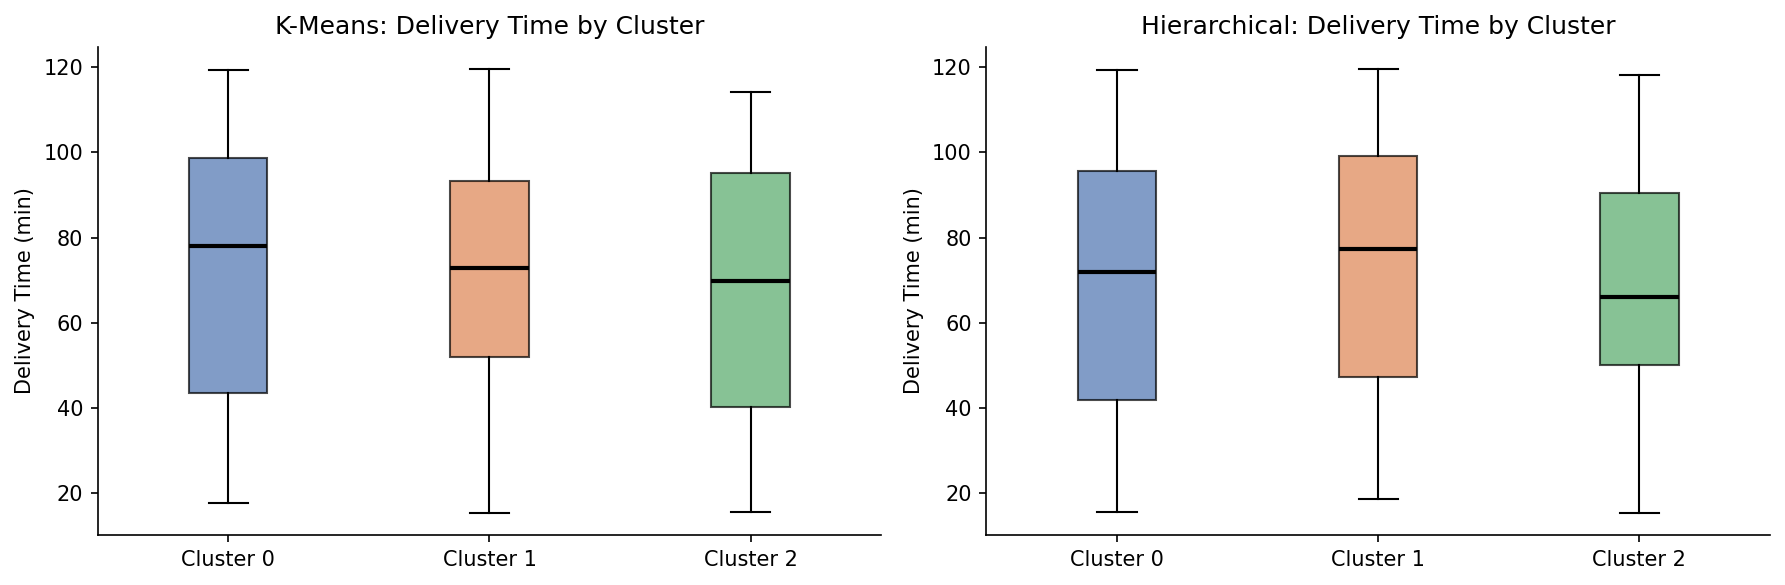 K-Means: Delivery Time by Cluster
Delivery Time (min)
120
100
80
60
40
20
Cluster 0 Cluster 1 Cluster 2
Hierarchical: Delivery Time by Cluster
Delivery Time (min)
120
100
80
60
40
20
Cluster 0 Cluster 1 Cluster 2